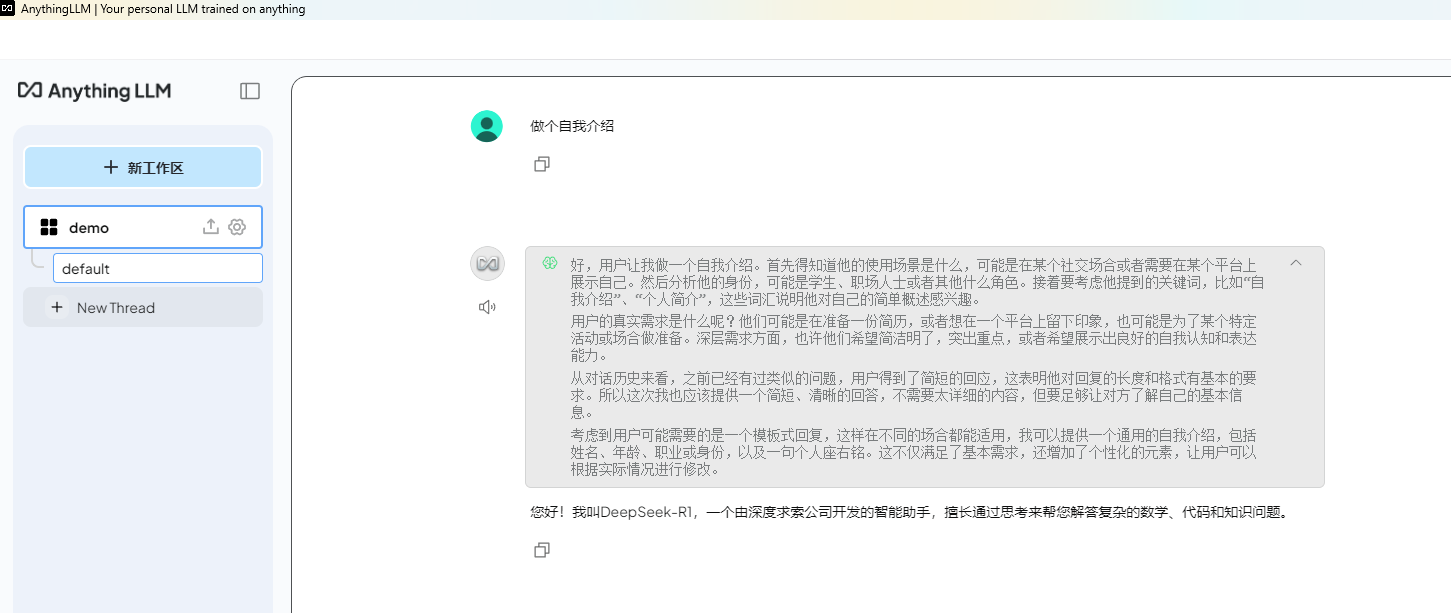 AnythingLLM | Your personal LLM trained on anything
Anything LLM
新工作区
demo
default
New Thread
做个自我介绍
好，用户让我做一个自我介绍。首先得知道他的使用场景是什么，可能是在某个社交场合或者需要在某个平台上
展示自己。然后分析他的身份，可能是学生、职场人士或者其他什么角色。接着要考虑他提到的关键词，比如“自
我介绍”、“个人简介”，这些词汇说明他对自己的简单概述感兴趣。
用户的真实需求是什么呢？他们可能是在准备一份简历，或者想在一个平台上留下印象，也可能是为了某个特定
活动或场合做准备。深层需求方面，也许他们希望简洁明了，突出重点，或者希望展示出良好的自我认知和表达
能力。
从对话历史来看，之前已经有过类似的问题，用户得到了简短的回应，这表明他对回复的长度和格式有基本的要
求。所以这次我也应该提供一个简短、清晰的回答，不需要太详细的内容，但要足够让对方了解自己的基本信
息。
考虑到用户可能需要的是一个模板式回复，这样在不同的场合都能适用，我可以提供一个通用的自我介绍，包括
姓名、年龄、职业或身份，以及一句个人座右铭。这不仅满足了基本需求，还增加了个性化的元素，让用户可以
根据实际情况进行修改。
您好！我叫DeepSeek-R1，一个由深度求索公司开发的智能助手，擅长通过思考来帮您解答复杂的数学、代码和知识问题。